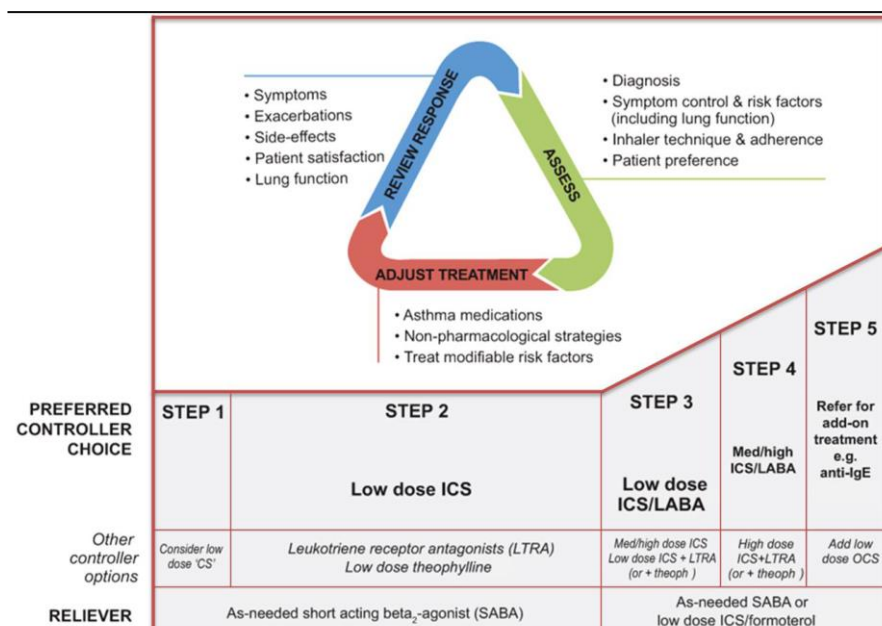 REVIEW RESPONSE
• Symptoms
• Exacerbations
• Side-effects
• Patient satisfaction
• Lung function
ASSESS
• Diagnosis
• Symptom control & risk factors
(including lung function)
• Inhaler technique & adherence
• Patient preference
ADJUST TREATMENT
• Asthma medications
• Non-pharmacological strategies
• Treat modifiable risk factors
PREFERRED
CONTROLLER
CHOICE
STEP 1
STEP 2
Low dose ICS
STEP 3
Low dose
ICS/LABA
STEP 4
Med/high
ICS/LABA
STEP 5
Refer for
add-on
treatment
e.g.
anti-IgE
Other
controller
options
Consider low
dose 'CS'
Leukotriene receptor antagonists (LTRA)
Low dose theophylline
Med/high dose ICS
Low dose ICS + LTRA
(or + theoph )
High dose
ICS+LTRA
(or + theoph )
Add low
dose OCS
RELIEVER
As-needed short acting beta₂-agonist (SABA)
As-needed SABA or
low dose ICS/formoterol